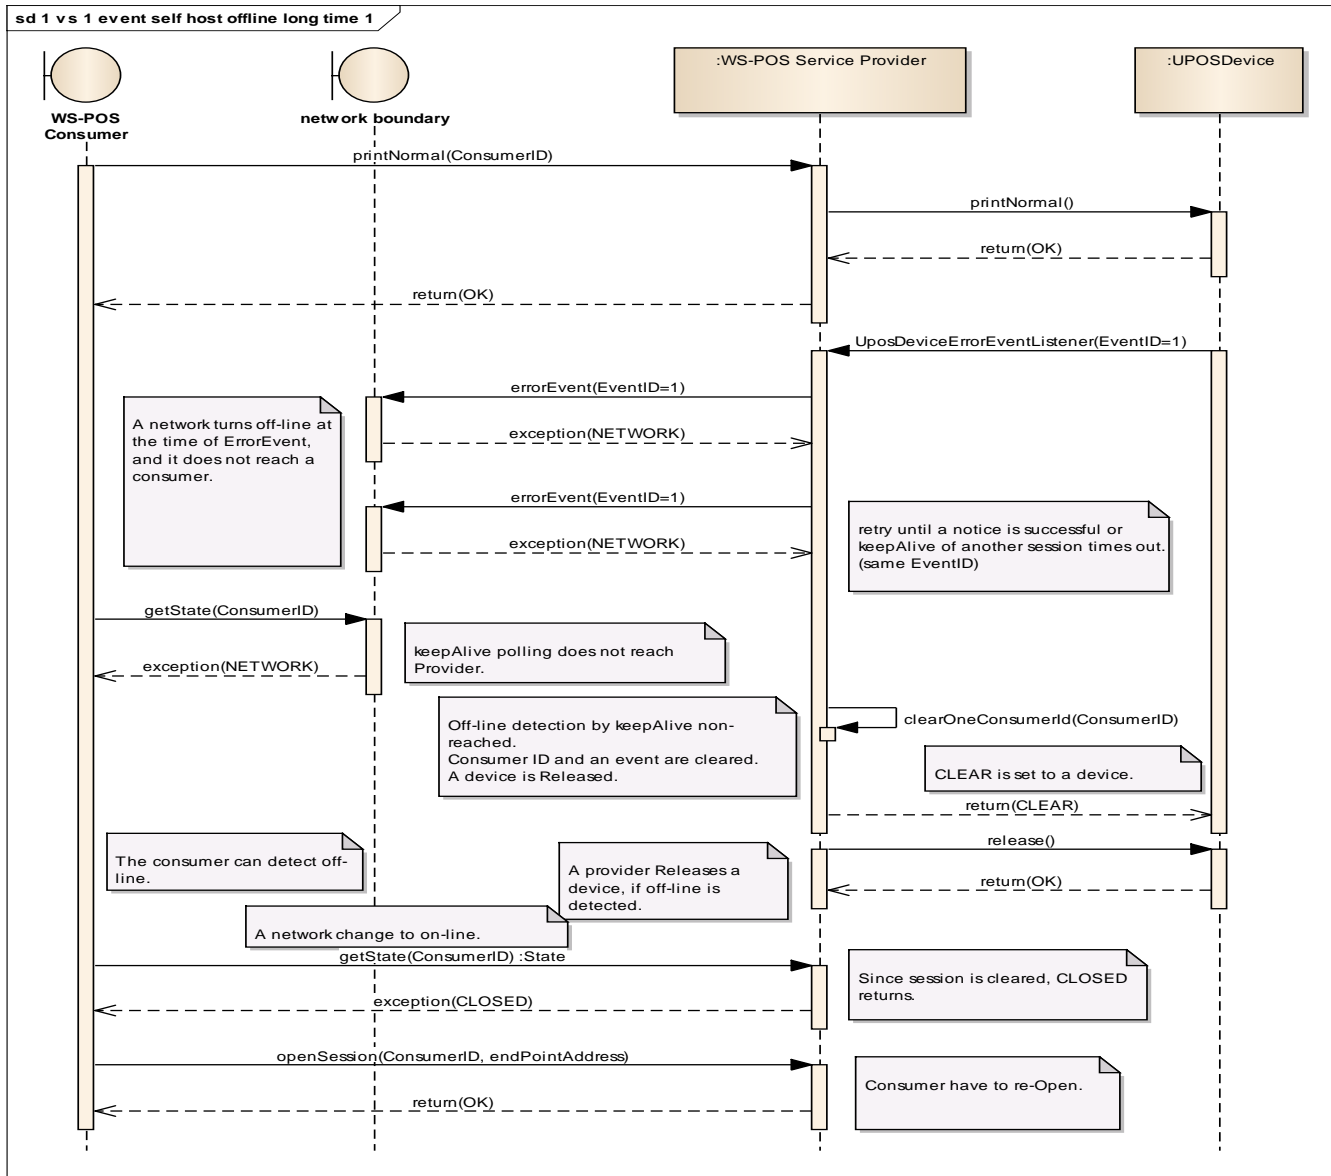 sd 1 vs 1 event self host offline long time 1
:WS-POS Service Provider
:UPOSDevice
WS-POS
Consumer
network boundary
printNormal(ConsumerID)
printNormal()
return(OK)
return(OK)
UposDeviceErrorEventListener(EventID=1)
errorEvent(EventID=1)
A network turns off-line at
the time of ErrorEvent,
and it does not reach a
consumer.
exception(NETWORK)
errorEvent(EventID=1)
exception(NETWORK)
retry until a notice is successful or
keepAlive of another session times out.
(same EventID)
getState(ConsumerID)
exception(NETWORK)
keepAlive polling does not reach
Provider.
Off-line detection by keepAlive non-
reached.
Consumer ID and an event are cleared.
A device is Released.
clearOneConsumerId(ConsumerID)
CLEAR is set to a device.
return(CLEAR)
release()
The consumer can detect off-
line.
A provider Releases a
device, if off-line is
detected.
return(OK)
A network change to on-line.
getState(ConsumerID) :State
Since session is cleared, CLOSED
returns.
exception(CLOSED)
openSession(ConsumerID, endPointAddress)
Consumer have to re-Open.
return(OK)